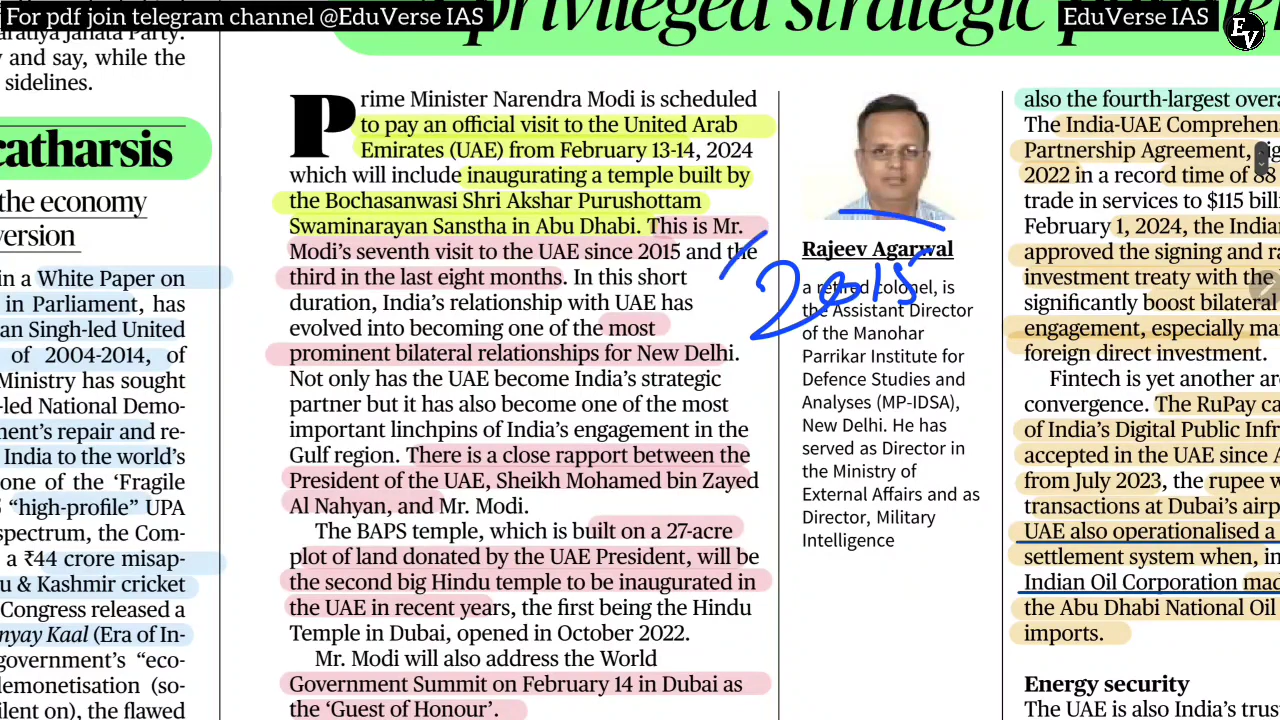 For pdf join telegram channel @EduVerse IAS
EduVerse IAS
EV
privileged strategic
Janata Party.
and say, while the
sidelines.
catharsis
the economy
version
in a White Paper on
in Parliament, has
an Singh-led United
of 2004-2014, of
Ministry has sought
-led National Demo-
ment's repair and re-
India to the world's
one of the 'Fragile
"high-profile" UPA
spectrum, the Com-
a ₹44 crore misap-
u & Kashmir cricket
Congress released a
nyay Kaal (Era of In-
government's "eco-
demonetisation (so-
ilent on), the flawed
Prime Minister Narendra Modi is scheduled
to pay an official visit to the United Arab
Emirates (UAE) from February 13-14, 2024
which will include inaugurating a temple built by
the Bochasanwasi Shri Akshar Purushottam
Swaminarayan Sanstha in Abu Dhabi. This is Mr.
Modi's seventh visit to the UAE since 2015 and the
third in the last eight months. In this short
duration, India's relationship with UAE has
evolved into becoming one of the most
prominent bilateral relationships for New Delhi.
Not only has the UAE become India's strategic
partner but it has also become one of the most
important linchpins of India's engagement in the
Gulf region. There is a close rapport between the
President of the UAE, Sheikh Mohamed bin Zayed
Al Nahyan, and Mr. Modi.
The BAPS temple, which is built on a 27-acre
plot of land donated by the UAE President, will be
the second big Hindu temple to be inaugurated in
the UAE in recent years, the first being the Hindu
Temple in Dubai, opened in October 2022.
Mr. Modi will also address the World
Government Summit on February 14 in Dubai as
the 'Guest of Honour'.
Rajeev Agarwal
2015
a retired colonel, is
the Assistant Director
of the Manohar
Parrikar Institute for
Defence Studies and
Analyses (MP-IDSA),
New Delhi. He has
served as Director in
the Ministry of
External Affairs and as
Director, Military
Intelligence
also the fourth-largest overa
The India-UAE Comprehen
Partnership Agreement, sig
2022 in a record time of 88
trade in services to $115 billi
February 1, 2024, the Indian
approved the signing and ra
investment treaty with the
significantly boost bilateral
engagement, especially ma
foreign direct investment.
Fintech is yet another are
convergence. The RuPay ca
of India's Digital Public Infr
accepted in the UAE since A
from July 2023, the rupee w
transactions at Dubai's airp
UAE also operationalised a
settlement system when, in
Indian Oil Corporation mad
the Abu Dhabi National Oil
imports.
Energy security
The UAE is also India's trus